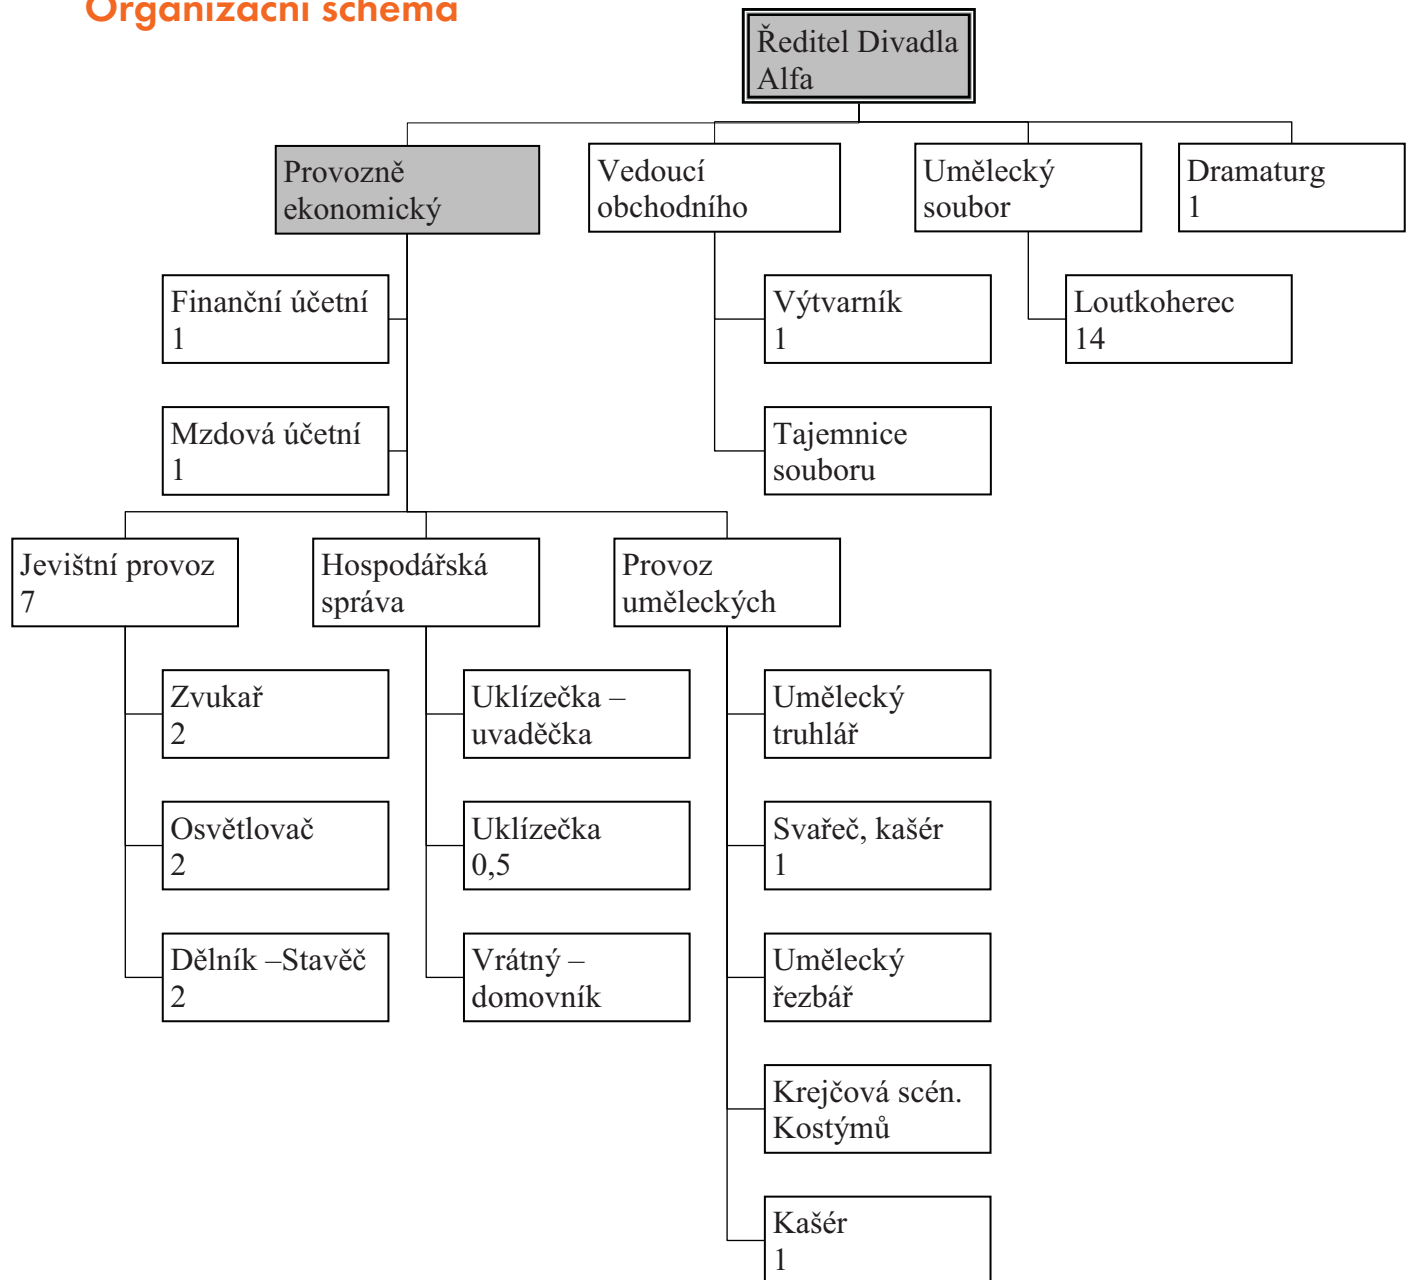 Organizační schéma
Ředitel Divadla
Alfa
Provozně
ekonomický
Vedoucí
obchodního
Umělecký
soubor
Dramaturg
1
Finanční účetní
1
Výtvarník
1
Loutkoherec
14
Mzdová účetní
1
Tajemnice
souboru
Jevištní provoz
7
Hospodářská
správa
Provoz
uměleckých
Zvukař
2
Uklízečka –
uvaděčka
Umělecký
truhlář
Osvětlovač
2
Uklízečka
0,5
Svařeč, kašér
1
Dělník –Stavěč
2
Vrátný –
domovník
Umělecký
řezbář
Krejčová scén.
Kostýmů
Kašér
1